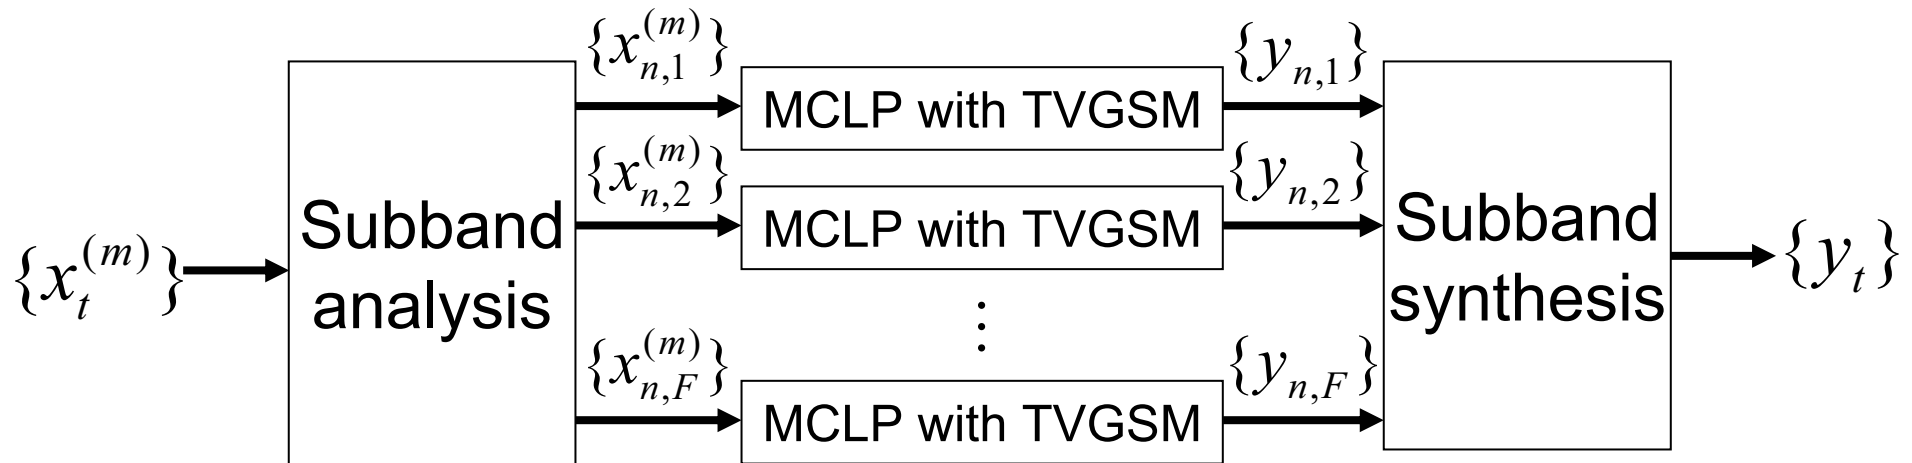 {x_t^{(m)}}
Subband
analysis
{x_{n,1}^{(m)}}
MCLP with TVGSM
{y_{n,1}}
{x_{n,2}^{(m)}}
MCLP with TVGSM
{y_{n,2}}
⋮
{x_{n,F}^{(m)}}
MCLP with TVGSM
{y_{n,F}}
Subband
synthesis
{y_t}